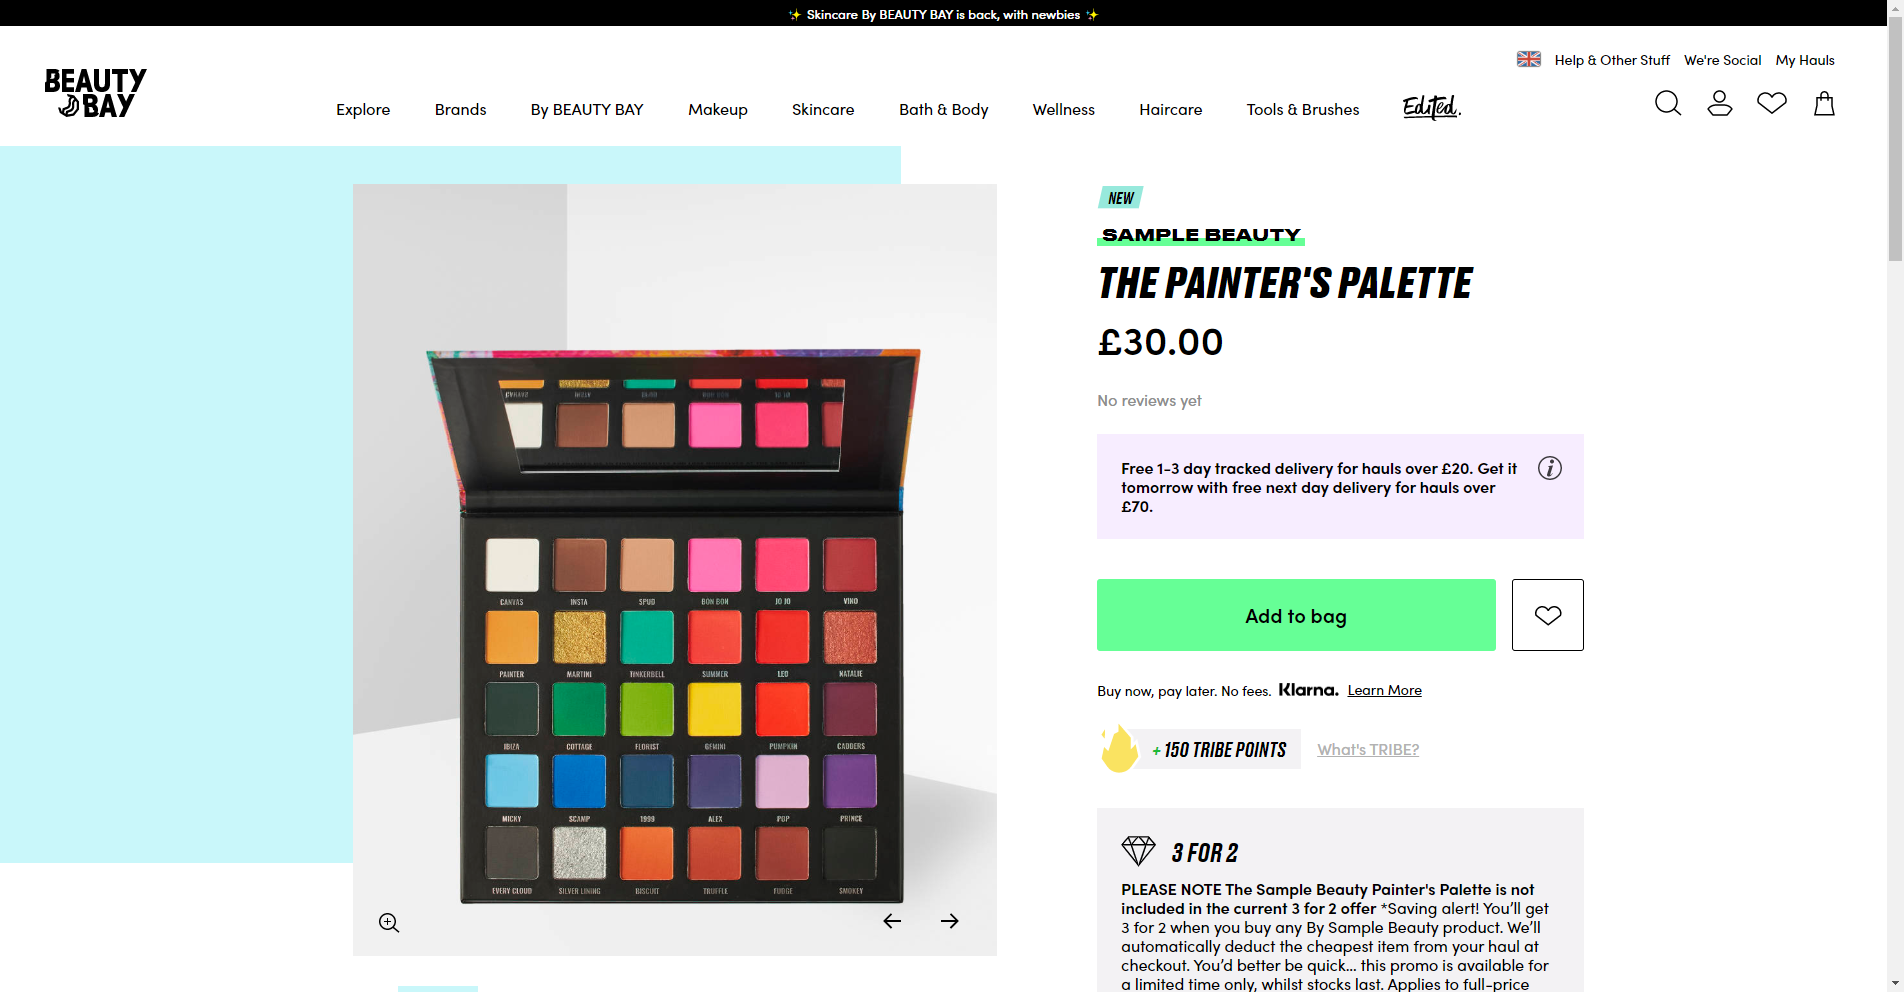 ✨ Skincare By BEAUTY BAY is back, with newbies ✨
Help & Other Stuff We're Social My Hauls
BEAUTY
BAY
Explore Brands By BEAUTY BAY Makeup Skincare Bath & Body Wellness Haircare Tools & Brushes Edited.
NEW
SAMPLE BEAUTY
THE PAINTER'S PALETTE
£30.00
No reviews yet
Free 1-3 day tracked delivery for hauls over £20. Get it
tomorrow with free next day delivery for hauls over
£70.
Add to bag
Buy now, pay later. No fees. Klarna. Learn More
+ 150 TRIBE POINTS What's TRIBE?
3 FOR 2
PLEASE NOTE The Sample Beauty Painter's Palette is not
included in the current 3 for 2 offer *Saving alert! You’ll get
3 for 2 when you buy any By Sample Beauty product. We’ll
automatically deduct the cheapest item from your haul at
checkout. You’d better be quick... this promo is available for
a limited time only, whilst stocks last. Applies to full-price
CANVAS INSTA SPUD BON BON JO JO VINO
PAINTER MARTINI TINKERBELL SUMMER LEO NATALIE
IBIZA COTTAGE FLORIST GEMINI PUMPKIN CADDERS
MICKY SCAMP 1999 ALEX POP PRINCE
EVERY CLOUD SILVER LINING BISCUIT TRUFFLE FUDGE SMOKEY